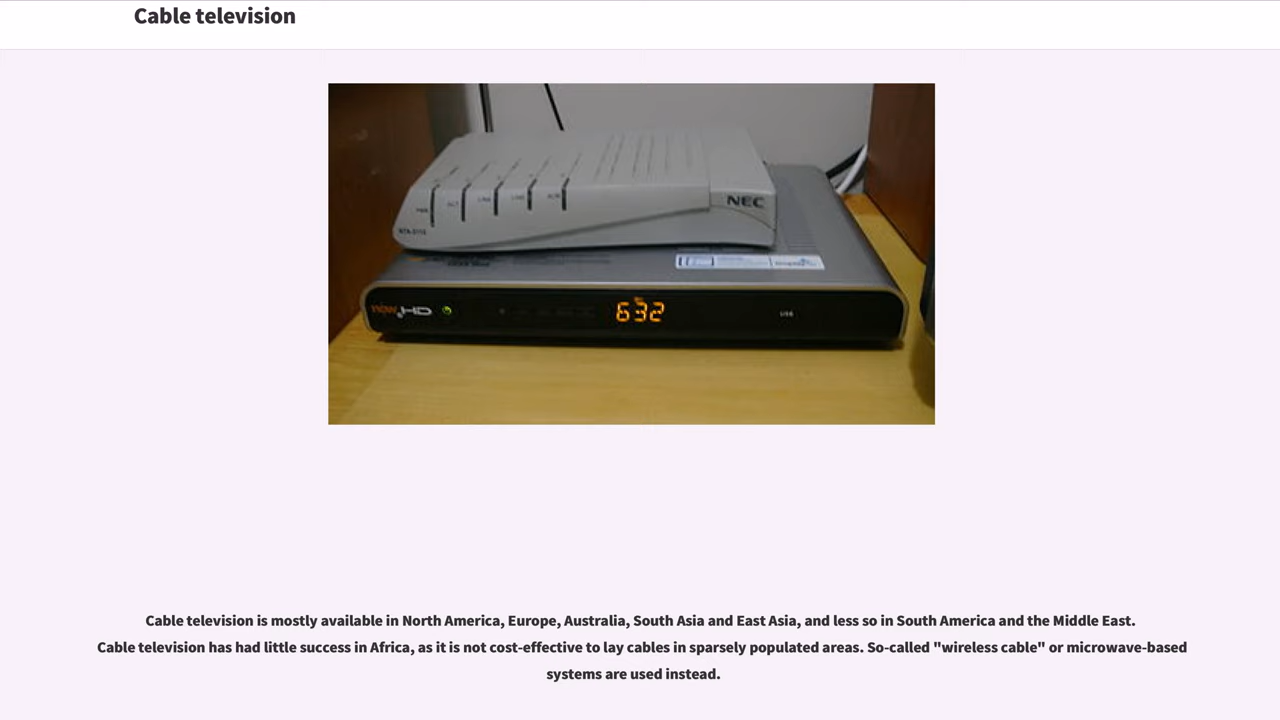 Cable television
NEC
now
HD
632
USB
Cable television is mostly available in North America, Europe, Australia, South Asia and East Asia, and less so in South America and the Middle East.
Cable television has had little success in Africa, as it is not cost-effective to lay cables in sparsely populated areas. So-called "wireless cable" or microwave-based
systems are used instead.